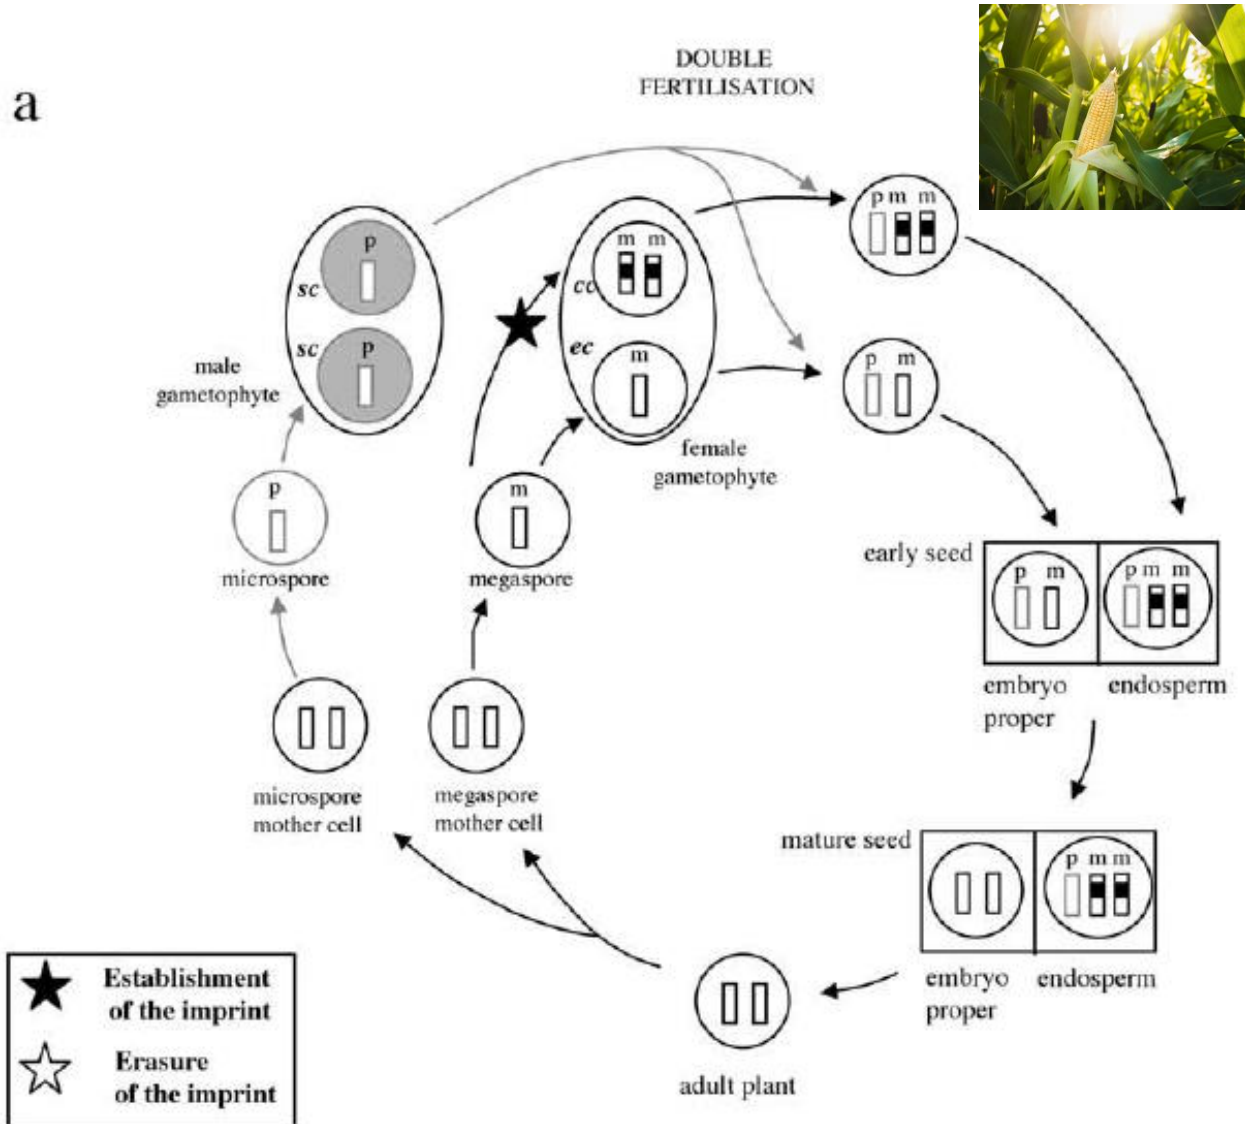 a
DOUBLE
FERTILISATION
p m m
p
sc
m m
cc
sc
p
ec
m
p m
male
gametophyte
female
gametophyte
p
microspore
m
megaspore
early seed
p m
p m m
embryo
proper
endosperm
microspore
mother cell
megaspore
mother cell
mature seed
p m m
embryo
proper
endosperm
adult plant
Establishment
of the imprint
Erasure
of the imprint